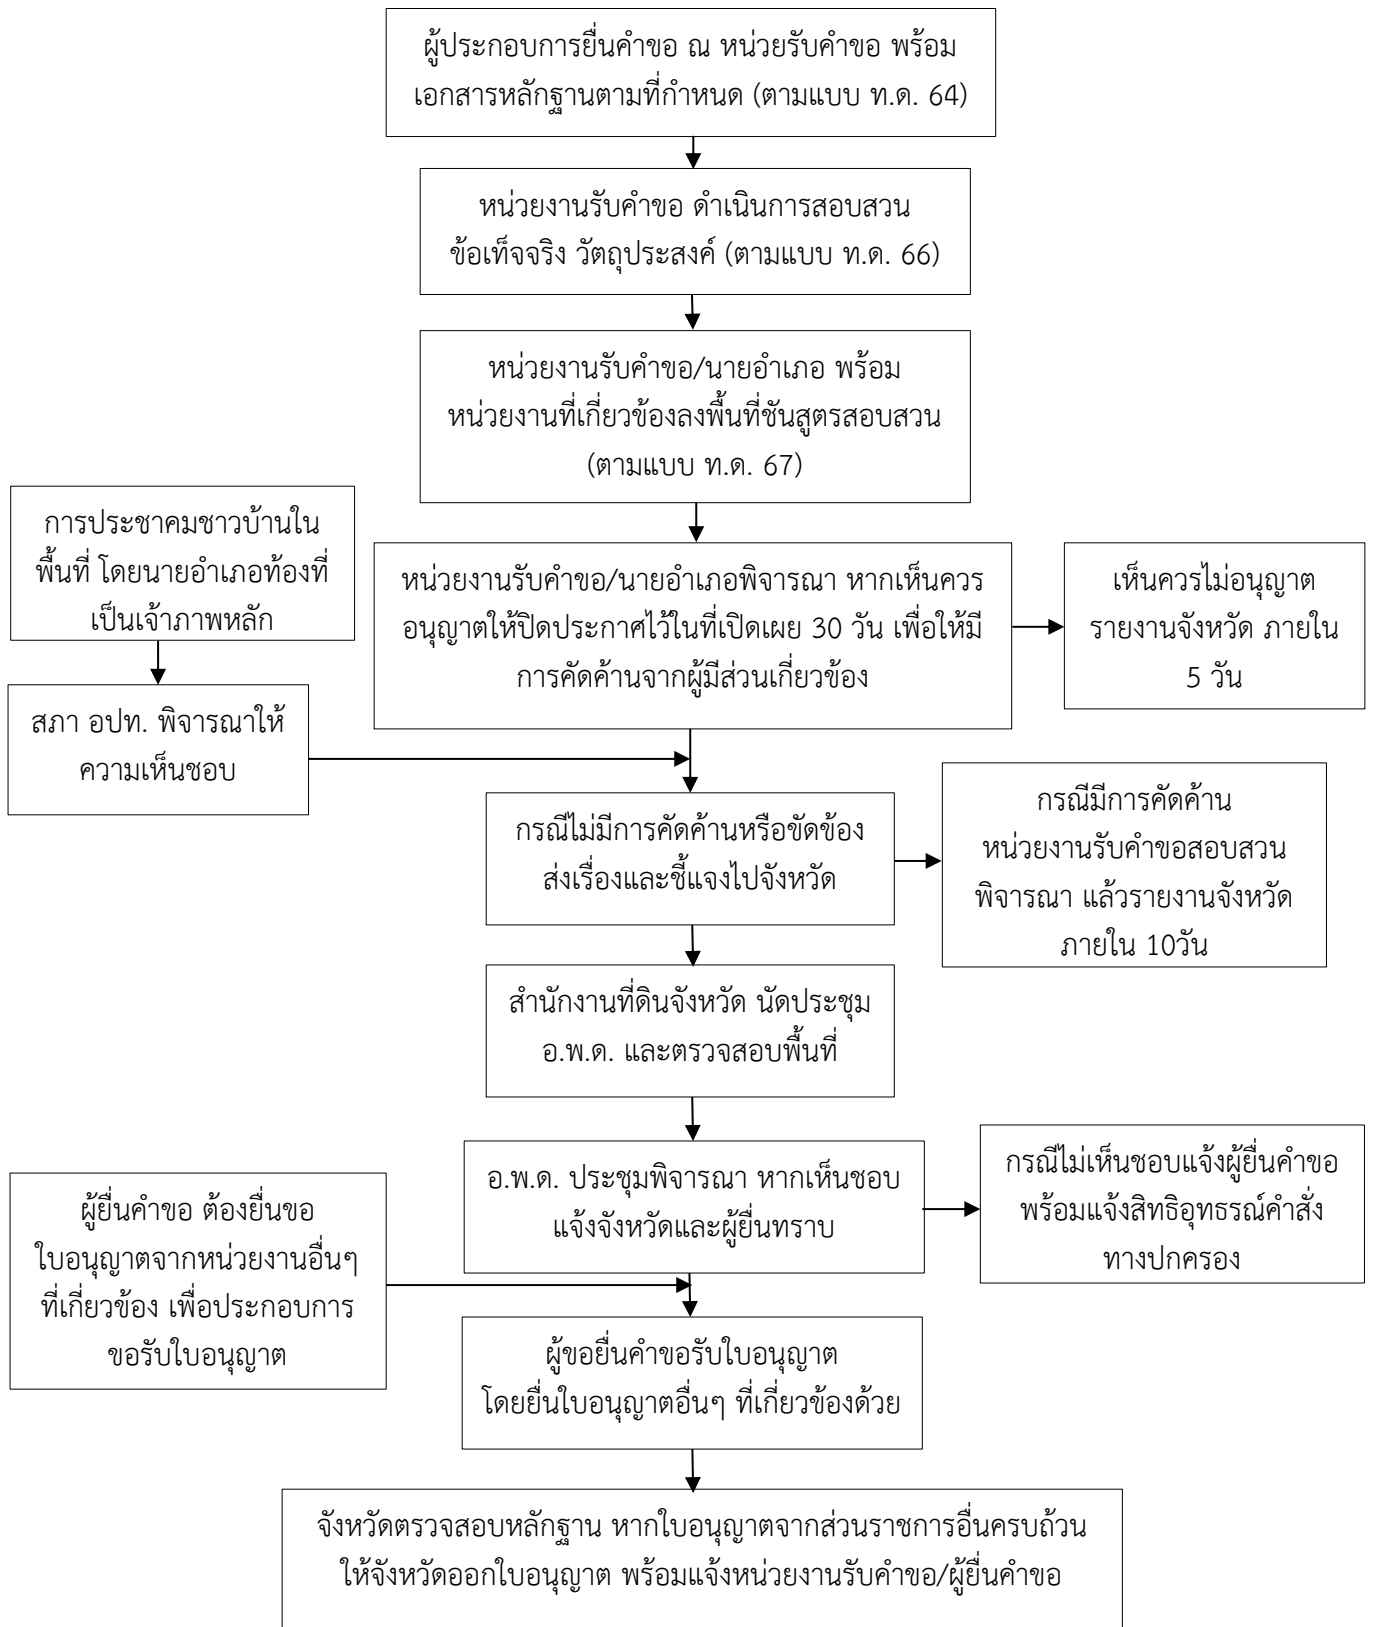 ผู้ประกอบการยื่นคำขอ ณ หน่วยรับคำขอ พร้อม
เอกสารหลักฐานตามที่กำหนด (ตามแบบ ท.ด. 64)
หน่วยงานรับคำขอ ดำเนินการสอบสวน
ข้อเท็จจริง วัตถุประสงค์ (ตามแบบ ท.ด. 66)
หน่วยงานรับคำขอ/นายอำเภอ พร้อม
หน่วยงานที่เกี่ยวข้องลงพื้นที่ชันสูตรสอบสวน
(ตามแบบ ท.ด. 67)
การประชาคมชาวบ้านใน
พื้นที่ โดยนายอำเภอท้องที่
เป็นเจ้าภาพหลัก
หน่วยงานรับคำขอ/นายอำเภอพิจารณา หากเห็นควร
อนุญาตให้ปิดประกาศไว้ในที่เปิดเผย 30 วัน เพื่อให้มี
การคัดค้านจากผู้มีส่วนเกี่ยวข้อง
เห็นควรไม่อนุญาต
รายงานจังหวัด ภายใน
5 วัน
สภา อปท. พิจารณาให้
ความเห็นชอบ
กรณีไม่มีการคัดค้านหรือขัดข้อง
ส่งเรื่องและชี้แจงไปจังหวัด
กรณีมีการคัดค้าน
หน่วยงานรับคำขอสอบสวน
พิจารณา แล้วรายงานจังหวัด
ภายใน 10วัน
สำนักงานที่ดินจังหวัด นัดประชุม
อ.พ.ด. และตรวจสอบพื้นที่
อ.พ.ด. ประชุมพิจารณา หากเห็นชอบ
แจ้งจังหวัดและผู้ยื่นทราบ
กรณีไม่เห็นชอบแจ้งผู้ยื่นคำขอ
พร้อมแจ้งสิทธิอุทธรณ์คำสั่ง
ทางปกครอง
ผู้ยื่นคำขอ ต้องยื่นขอ
ใบอนุญาตจากหน่วยงานอื่นๆ
ที่เกี่ยวข้อง เพื่อประกอบการ
ขอรับใบอนุญาต
ผู้ขอยื่นคำขอรับใบอนุญาต
โดยยื่นใบอนุญาตอื่นๆ ที่เกี่ยวข้องด้วย
จังหวัดตรวจสอบหลักฐาน หากใบอนุญาตจากส่วนราชการอื่นครบถ้วน
ให้จังหวัดออกใบอนุญาต พร้อมแจ้งหน่วยงานรับคำขอ/ผู้ยื่นคำขอ